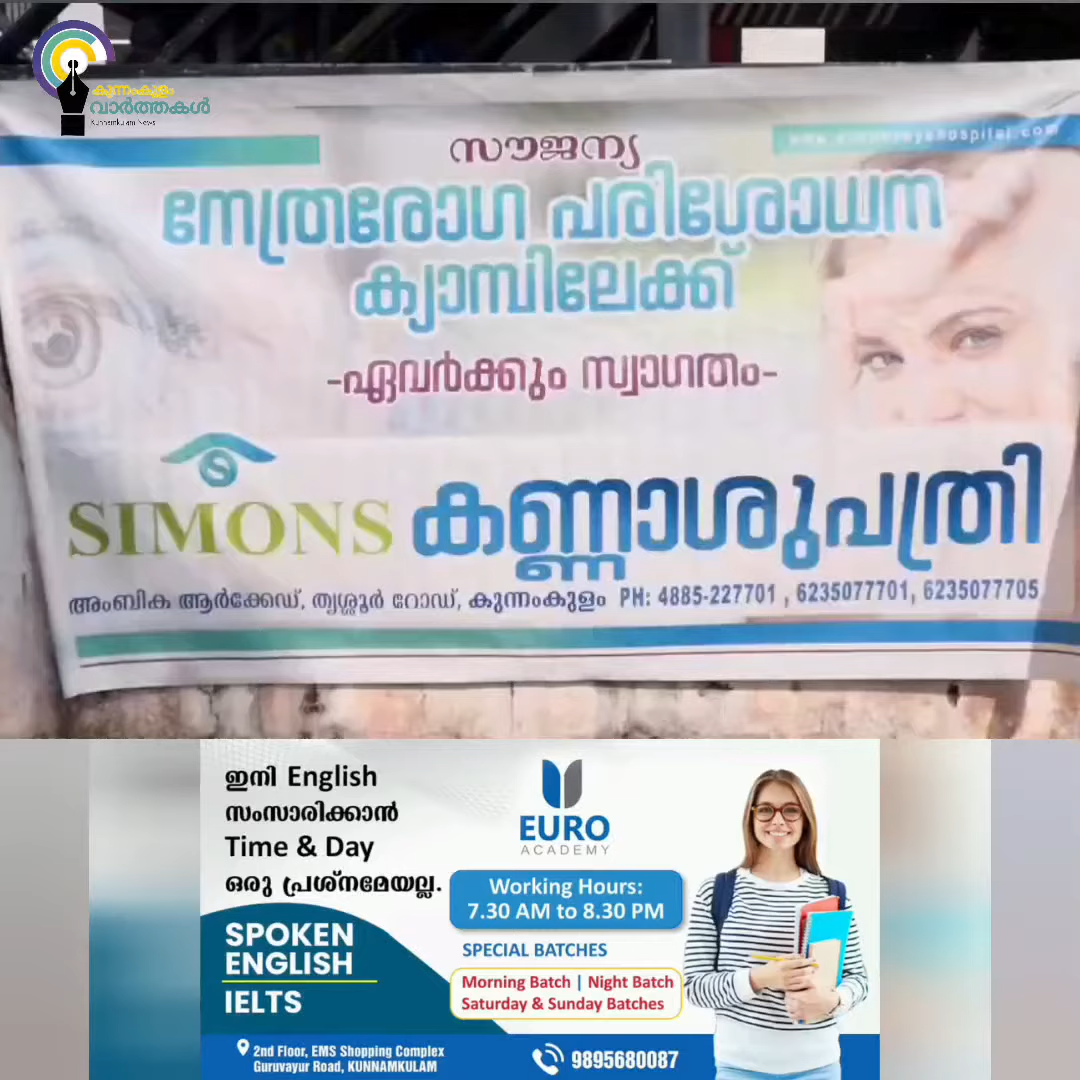 കുന്നംകുളം
വാർത്തകൾ
Kunnamkulam News
സൗജന്യ
നേത്രരോഗ പരിശോധന
ക്യാമ്പിലേക്ക്
-ഏവർക്കും സ്വാഗതം-
SIMONS കണ്ണാശുപത്രി
അംബിക ആർക്കേഡ്, തൃശ്ശൂർ റോഡ്, കുന്നംകുളം PH: 4885-227701 , 6235077701, 6235077705
ഇനി English
സംസാരിക്കാൻ
Time & Day
ഒരു പ്രശ്നമേയല്ല.
SPOKEN
ENGLISH
IELTS
EURO
ACADEMY
Working Hours:
7.30 AM to 8.30 PM
SPECIAL BATCHES
Morning Batch | Night Batch
Saturday & Sunday Batches
2nd Floor, EMS Shopping Complex
Guruvayur Road, KUNNAMKULAM
9895680087